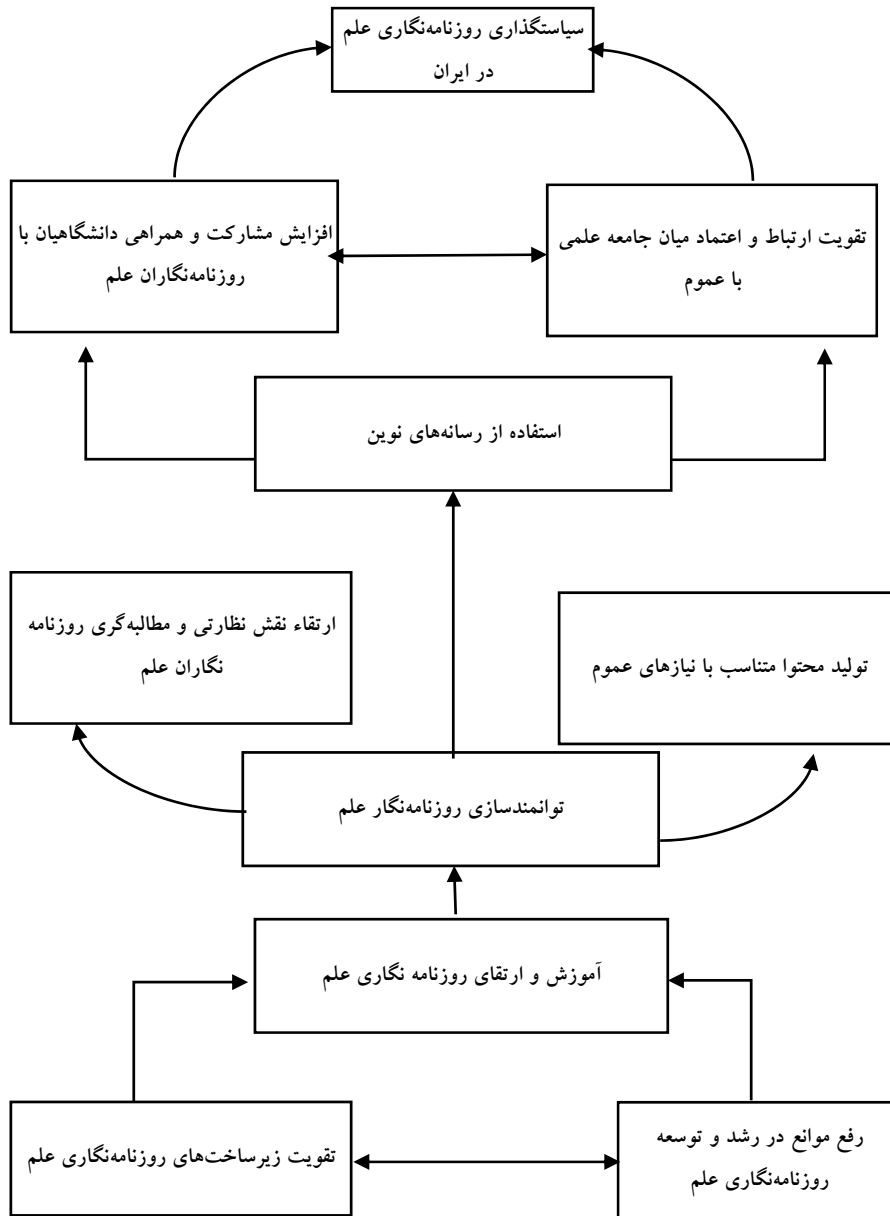 سیاستگذاری روزنامه‌نگاری علم
در ایران
تقویت ارتباط و اعتماد میان جامعه علمی
با عموم
افزایش مشارکت و همراهی دانشگاهیان با
روزنامه‌نگاران علم
استفاده از رسانه‌های نوین
تولید محتوا متناسب با نیازهای عموم
ارتقاء نقش نظارتی و مطالبه‌گری روزنامه
نگاران علم
توانمندسازی روزنامه‌نگار علم
آموزش و ارتقای روزنامه نگاری علم
رفع موانع در رشد و توسعه
روزنامه‌نگاری علم
تقویت زیرساخت‌های روزنامه‌نگاری علم